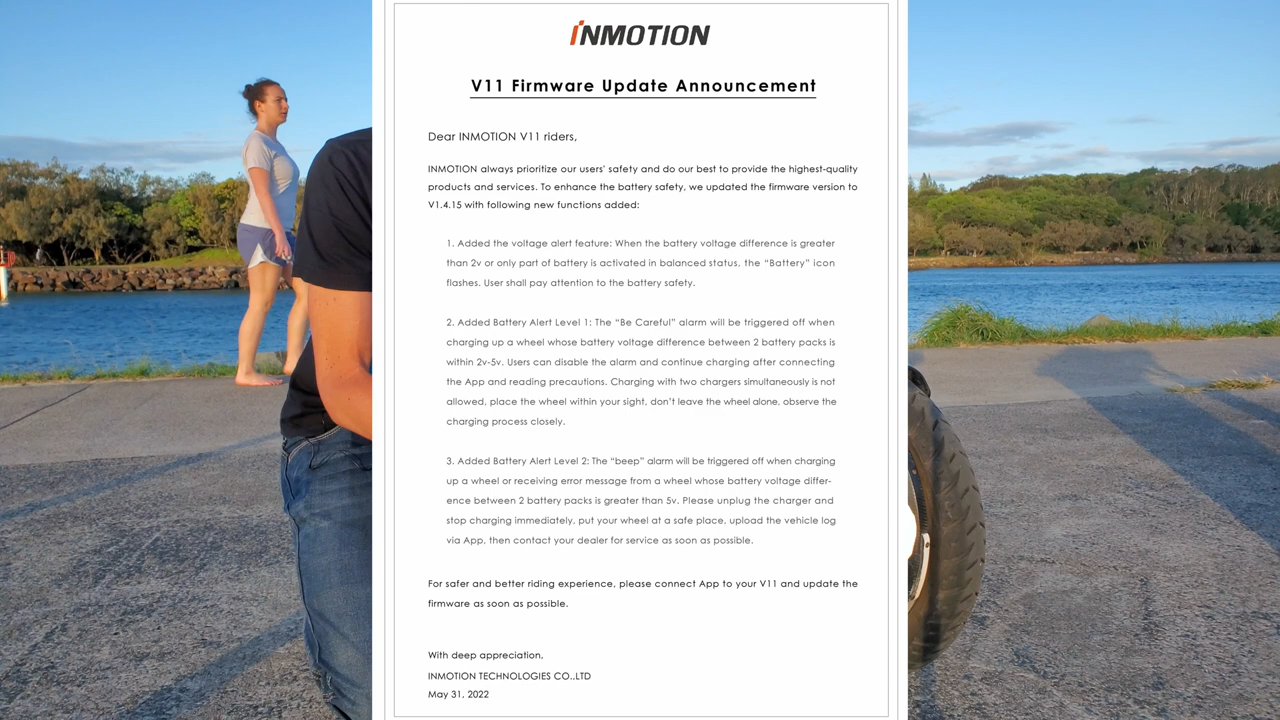 INMOTION
V11 Firmware Update Announcement
Dear INMOTION V11 riders,
INMOTION always prioritize our users' safety and do our best to provide the highest-quality
products and services. To enhance the battery safety, we updated the firmware version to
V1.4.15 with following new functions added:
1. Added the voltage alert feature: When the battery voltage difference is greater
than 2v or only part of battery is activated in balanced status, the “Battery” icon
flashes. User shall pay attention to the battery safety.
2. Added Battery Alert Level 1: The “Be Careful” alarm will be triggered off when
charging up a wheel whose battery voltage difference between 2 battery packs is
within 2v-5v. Users can disable the alarm and continue charging after connecting
the App and reading precautions. Charging with two chargers simultaneously is not
allowed, place the wheel within your sight, don’t leave the wheel alone, observe the
charging process closely.
3. Added Battery Alert Level 2: The “beep” alarm will be triggered off when charging
up a wheel or receiving error message from a wheel whose battery voltage differ-
ence between 2 battery packs is greater than 5v. Please unplug the charger and
stop charging immediately, put your wheel at a safe place, upload the vehicle log
via App, then contact your dealer for service as soon as possible.
For safer and better riding experience, please connect App to your V11 and update the
firmware as soon as possible.
With deep appreciation,
INMOTION TECHNOLOGIES CO.,LTD
May 31, 2022